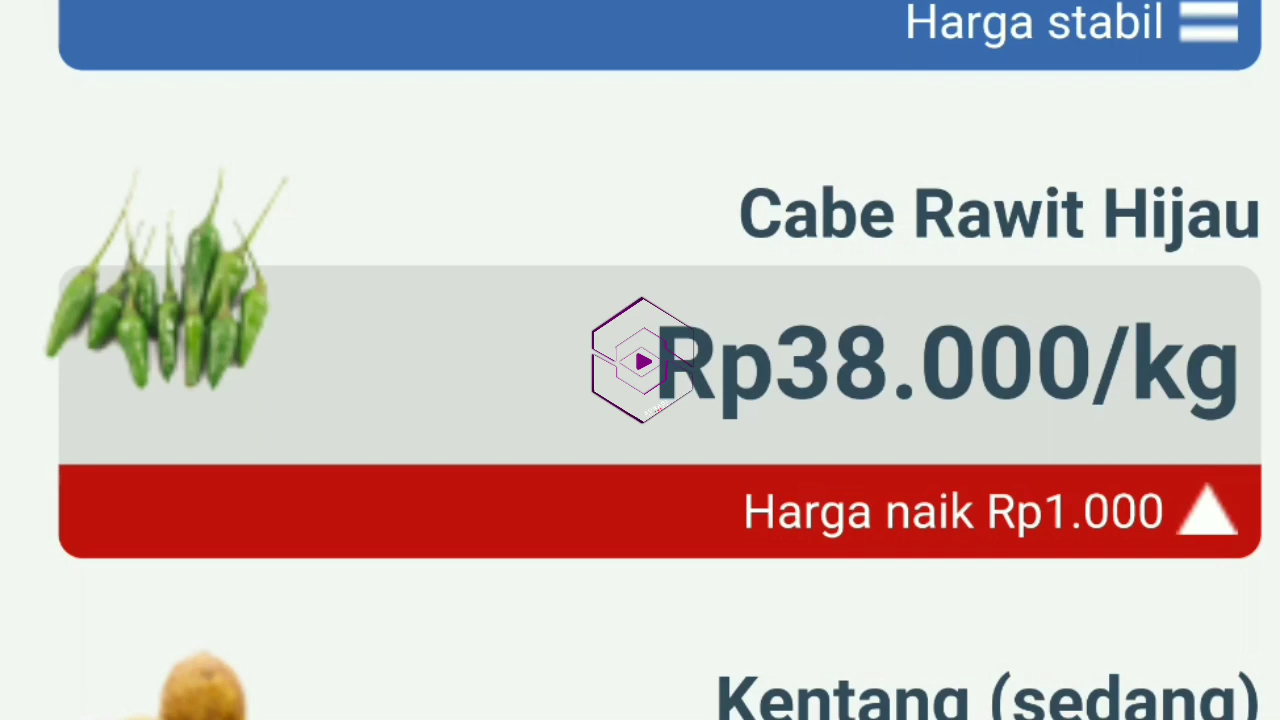 Harga stabil
Cabe Rawit Hijau
Rp38.000/kg
Harga naik Rp1.000
Kentang (sedang)